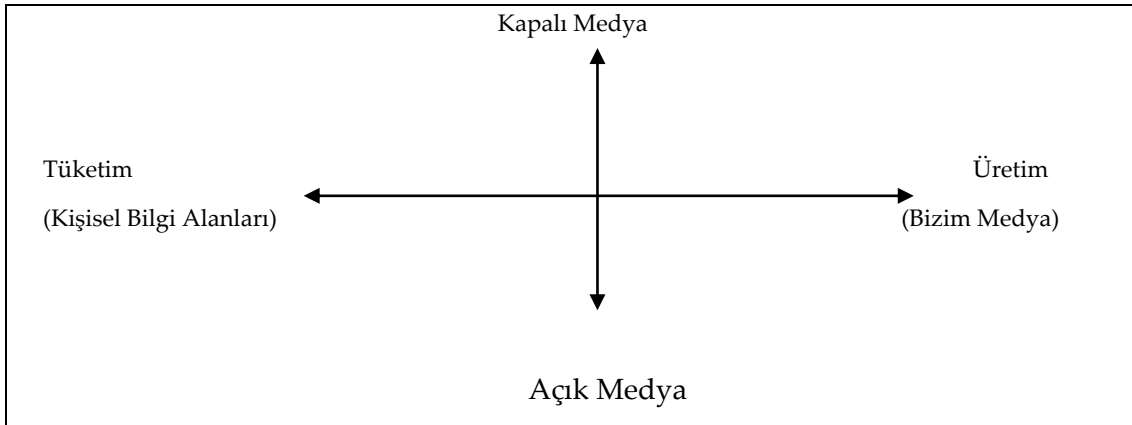 Kapalı Medya
Tüketim
(Kişisel Bilgi Alanları)
Üretim
(Bizim Medya)
Açık Medya